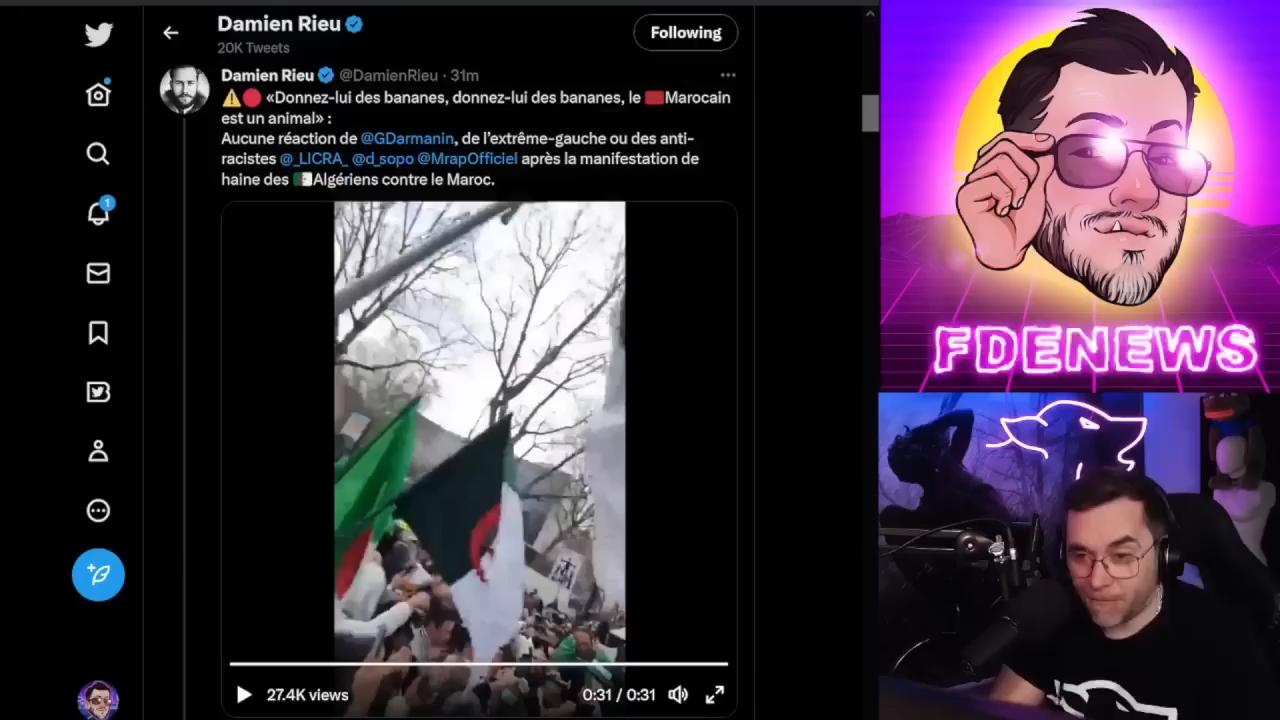 Damien Rieu
20K Tweets
Following
Damien Rieu @DamienRieu · 31m
⚠️🔴 «Donnez-lui des bananes, donnez-lui des bananes, le 🇲🇦Marocain
est un animal» :
Aucune réaction de @GDarmanin, de l'extrême-gauche ou des anti-
racistes @_LICRA_ @d_sopo @MrapOfficiel après la manifestation de
haine des 🇩🇿Algériens contre le Maroc.
1
27.4K views
0:31 / 0:31
FDENEWS